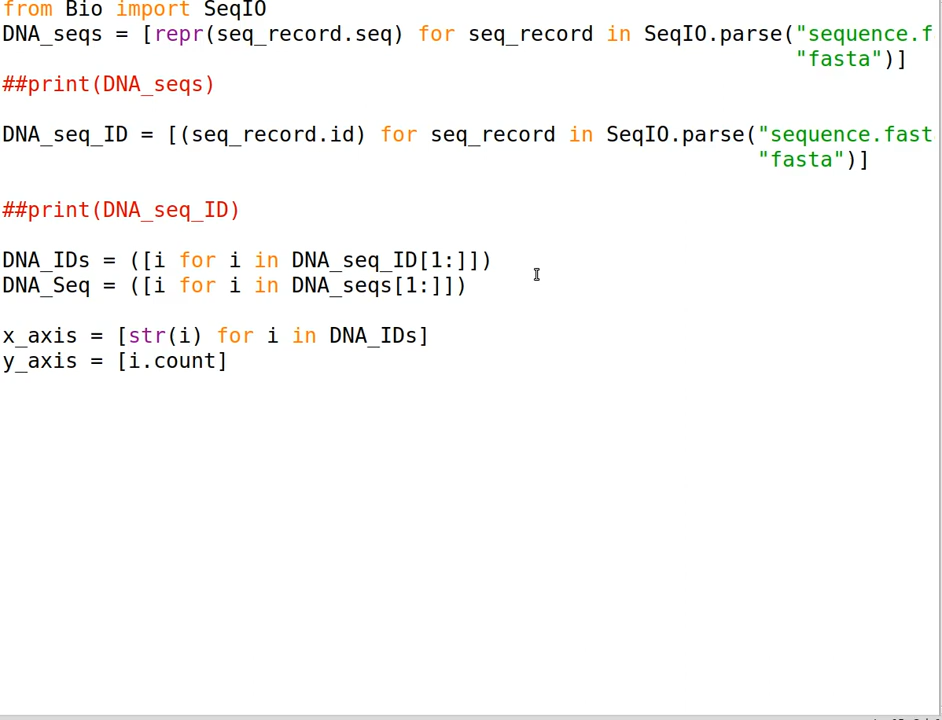 from Bio import SeqIO
DNA_seqs = [repr(seq_record.seq) for seq_record in SeqIO.parse("sequence.f
"fasta")]
##print(DNA_seqs)
DNA_seq_ID = [(seq_record.id) for seq_record in SeqIO.parse("sequence.fast
"fasta")]
##print(DNA_seq_ID)
DNA_IDs = ([i for i in DNA_seq_ID[1:]])
DNA_Seq = ([i for i in DNA_seqs[1:]])
x_axis = [str(i) for i in DNA_IDs]
y_axis = [i.count]